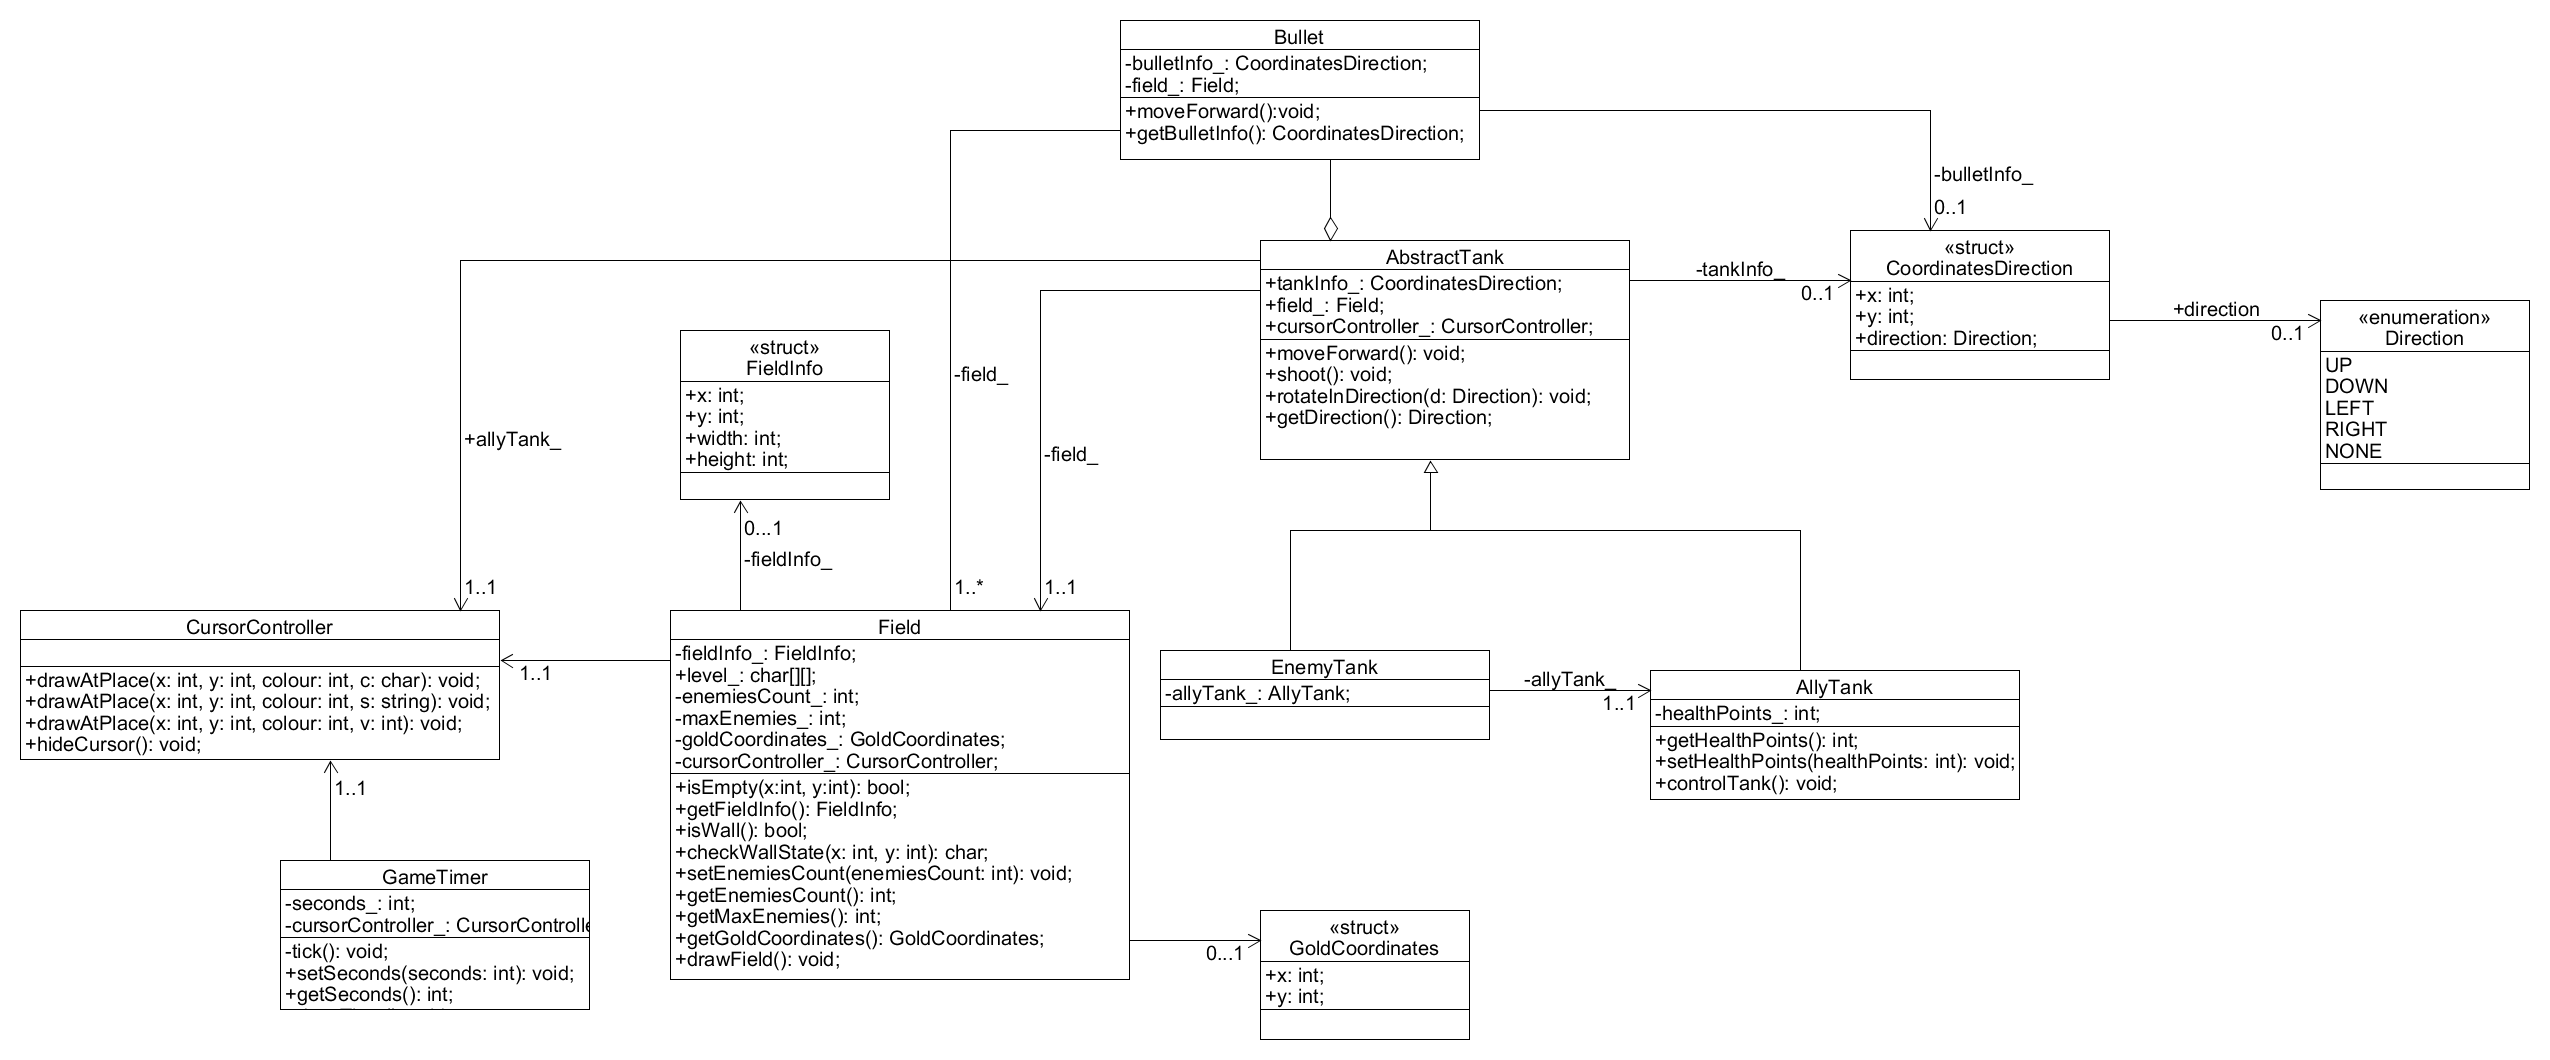 Bullet
-bulletInfo_: CoordinatesDirection;
-field_: Field;
+moveForward():void;
+getBulletInfo(): CoordinatesDirection;
-bulletInfo_
0..1
AbstractTank
+tankInfo_: CoordinatesDirection;
+field_: Field;
+cursorController_: CursorController;
+moveForward(): void;
+shoot(): void;
+rotateInDirection(d: Direction): void;
+getDirection(): Direction;
-tankInfo_
0..1
«struct»
CoordinatesDirection
+x: int;
+y: int;
+direction: Direction;
+direction
0..1
«enumeration»
Direction
UP
DOWN
LEFT
RIGHT
NONE
«struct»
FieldInfo
+x: int;
+y: int;
+width: int;
+height: int;
0...1
-fieldInfo_
-field_
1..*
-field_
1..1
+allyTank_
1..1
CursorController
+drawAtPlace(x: int, y: int, colour: int, c: char): void;
+drawAtPlace(x: int, y: int, colour: int, s: string): void;
+drawAtPlace(x: int, y: int, colour: int, v: int): void;
+hideCursor(): void;
1..1
1..1
Field
-fieldInfo_: FieldInfo;
+level_: char[][];
-enemiesCount_: int;
-maxEnemies_: int;
-goldCoordinates_: GoldCoordinates;
-cursorController_: CursorController;
+isEmpty(x:int, y:int): bool;
+getFieldInfo(): FieldInfo;
+isWall(): bool;
+checkWallState(x: int, y: int): char;
+setEnemiesCount(enemiesCount: int): void;
+getEnemiesCount(): int;
+getMaxEnemies(): int;
+getGoldCoordinates(): GoldCoordinates;
+drawField(): void;
EnemyTank
-allyTank_: AllyTank;
-allyTank_
1..1
AllyTank
-healthPoints_: int;
+getHealthPoints(): int;
+setHealthPoints(healthPoints: int): void;
+controlTank(): void;
GameTimer
-seconds_: int;
-cursorController_: CursorControlle
-tick(): void;
+setSeconds(seconds: int): void;
+getSeconds(): int;
0...1
«struct»
GoldCoordinates
+x: int;
+y: int;